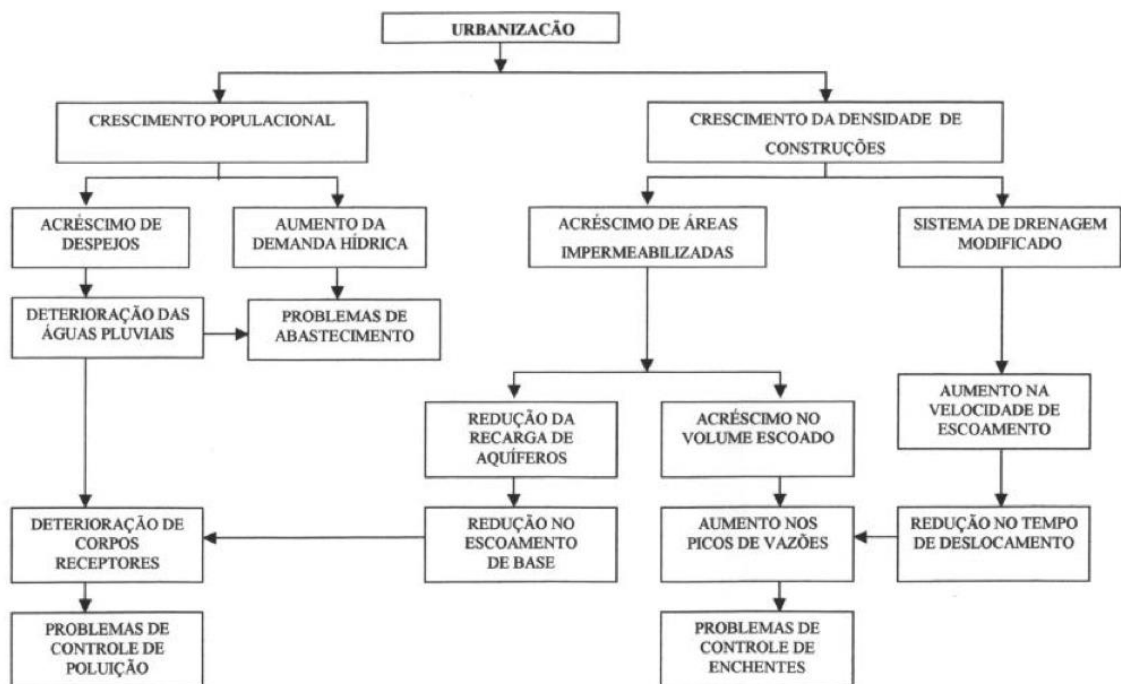 URBANIZACÃO
CRESCIMENTO POPULACIONAL
CRESCIMENTO DA DENSIDADE DE
CONSTRUÇÕES
ACRÉSCIMO DE
DESPEJOS
AUMENTO DA
DEMANDA HÍDRICA
ACRÉSCIMO DE ÁREAS
IMPERMEABILIZADAS
SISTEMA DE DRENAGEM
MODIFICADO
DETERIORAÇÃO DAS
ÁGUAS PLUVIAIS
PROBLEMAS DE
ABASTECIMENTO
REDUÇÃO DA
RECARGA DE
AQUÍFEROS
ACRÉSCIMO NO
VOLUME ESCOADO
AUMENTO NA
VELOCIDADE DE
ESCOAMENTO
DETERIORAÇÃO DE
CORPOS
RECEPTORES
REDUÇÃO NO
ESCOAMENTO
DE BASE
AUMENTO NOS
PICOS DE VAZÕES
REDUÇÃO NO TEMPO
DE DESLOCAMENTO
PROBLEMAS DE
CONTROLE DE
POLUIÇÃO
PROBLEMAS DE
CONTROLE DE
ENCHENTES